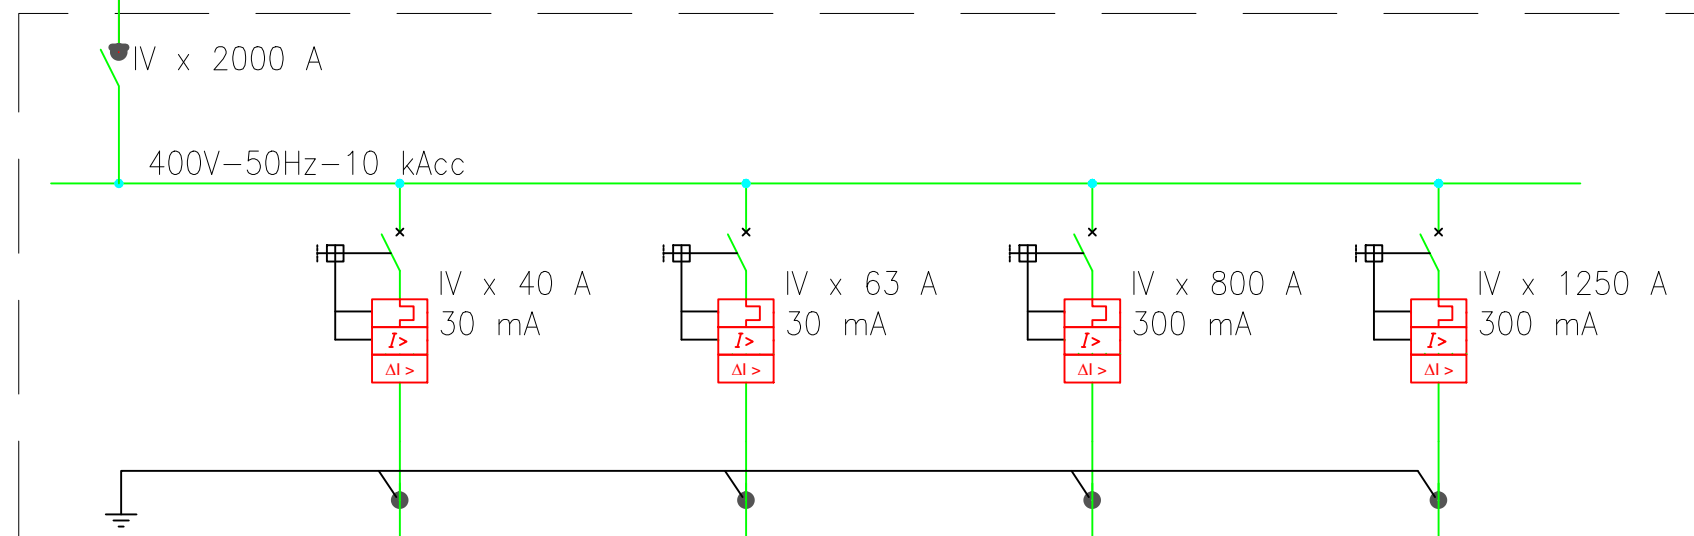 IV x 2000 A
400V-50Hz-10 kAcc
IV x 40 A
30 mA
I>
ΔI >
IV x 63 A
30 mA
I>
ΔI >
IV x 800 A
300 mA
I>
ΔI >
IV x 1250 A
300 mA
I>
ΔI >